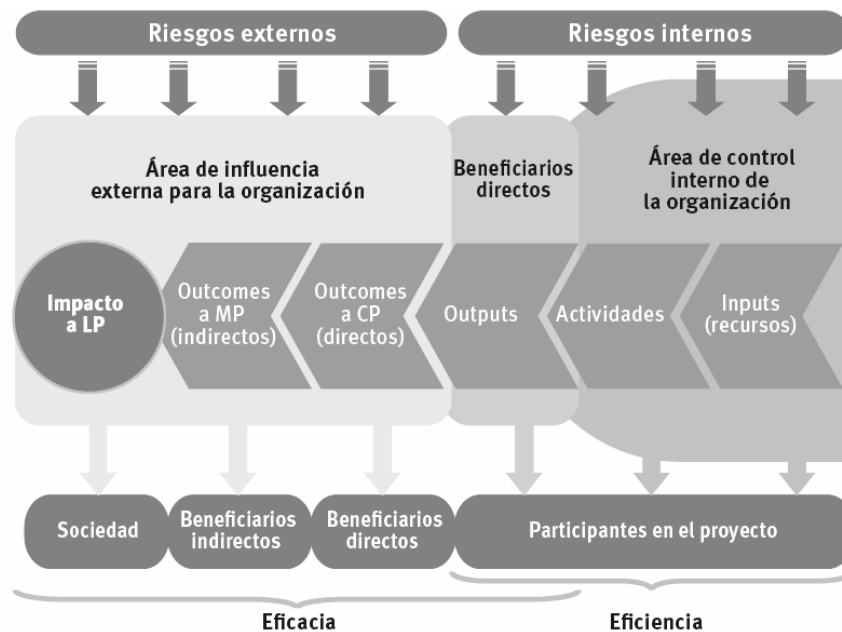 Riesgos externos
Riesgos internos
Área de influencia
externa para la organización
Beneficiarios
directos
Área de control
interno de
la organización
Impacto
a LP
Outcomes
a MP
(indirectos)
Outcomes
a CP
(directos)
Outputs
Actividades
Inputs
(recursos)
Sociedad
Beneficiarios
indirectos
Beneficiarios
directos
Participantes en el proyecto
Eficacia
Eficiencia